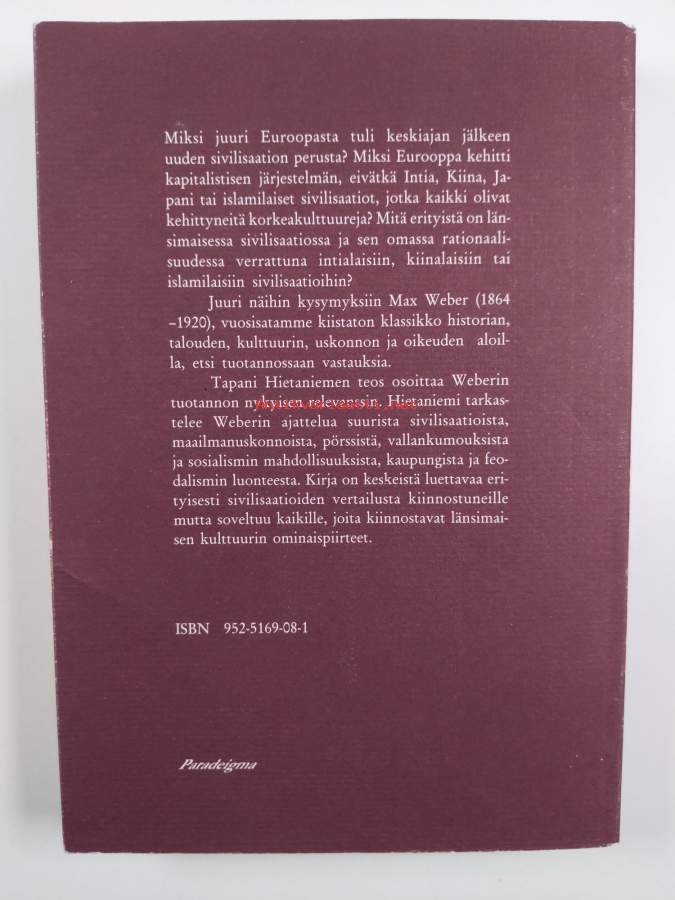 Miksi juuri Euroopasta tuli keskiajan jälkeen
uuden sivilisaation perusta? Miksi Eurooppa kehitti
kapitalistisen järjestelmän, eivätkä Intia, Kiina, Ja-
pani tai islamilaiset sivilisaatiot, jotka kaikki olivat
kehittyneitä korkeakulttuureja? Mitä erityistä on län-
simaisessa sivilisaatiossa ja sen omassa rationaali-
suudessa verrattuna intialaisiin, kiinalaisiin tai
islamilaisiin sivilisaatioihin?
Juuri näihin kysymyksiin Max Weber (1864
–1920), vuosisatamme kiistaton klassikko historian,
talouden, kulttuurin, uskonnon ja oikeuden aloil-
la, etsi tuotannossaan vastauksia.
Tapani Hietaniemen teos osoittaa Weberin
tuotannon nykyisen relevanssin. Hietaniemi tarkas-
telee Weberin ajattelua suurista sivilisaatioista,
maailmanuskonnoista, pörssistä, vallankumouksista
ja sosialismin mahdollisuuksista, kaupungista ja feo-
dalismin luonteesta. Kirja on keskeistä luettavaa eri-
tyisesti sivilisaatioiden vertailusta kiinnostuneille
mutta soveltuu kaikille, joita kiinnostavat länsimai-
sen kulttuurin ominaispiirteet.
ISBN 952-5169-08-1
Paradeigma